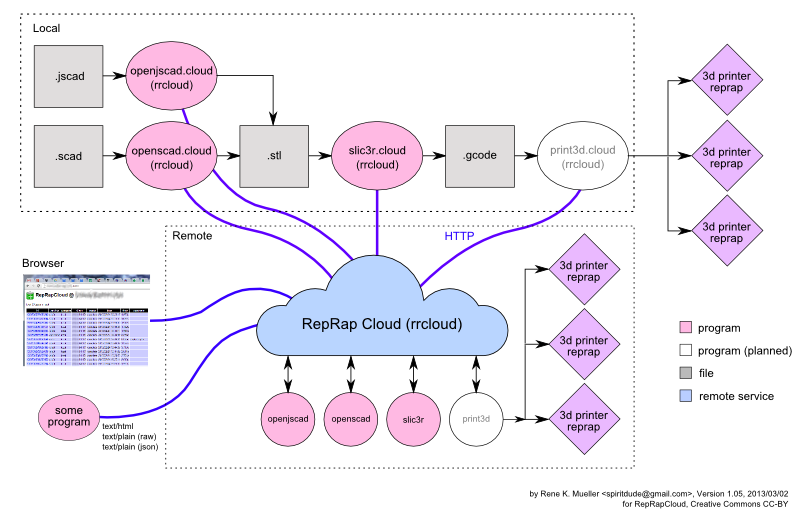 Local
.jscad
openjscad.cloud
(rrcloud)
3d printer
reprap
.scad
openscad.cloud
(rrcloud)
.stl
slic3r.cloud
(rrcloud)
.gcode
print3d.cloud
(rrcloud)
3d printer
reprap
3d printer
reprap
Remote
HTTP
Browser
RepRapCloud @
3d printer
reprap
RepRap Cloud (rrcloud)
3d printer
reprap
program
program (planned)
file
remote service
some
program
text/html
text/plain (raw)
text/plain (json)
openjscad
openscad
slic3r
print3d
3d printer
reprap
by Rene K. Mueller <spiritdude@gmail.com>, Version 1.05, 2013/03/02
for RepRapCloud, Creative Commons CC-BY